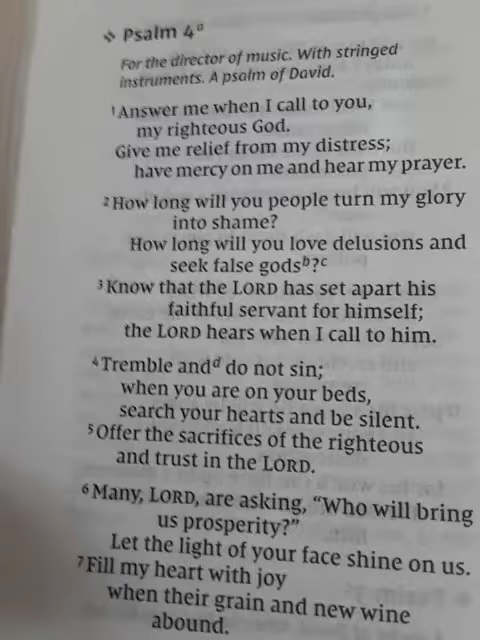 ❖ Psalm 4ᵃ
For the director of music. With stringed
instruments. A psalm of David.
¹Answer me when I call to you,
my righteous God.
Give me relief from my distress;
have mercy on me and hear my prayer.
²How long will you people turn my glory
into shame?
How long will you love delusions and
seek false godsᵇ?ᶜ
³Know that the LORD has set apart his
faithful servant for himself;
the LORD hears when I call to him.
⁴Tremble andᵈ do not sin;
when you are on your beds,
search your hearts and be silent.
⁵Offer the sacrifices of the righteous
and trust in the LORD.
⁶Many, LORD, are asking, “Who will bring
us prosperity?”
Let the light of your face shine on us.
⁷Fill my heart with joy
when their grain and new wine
abound.